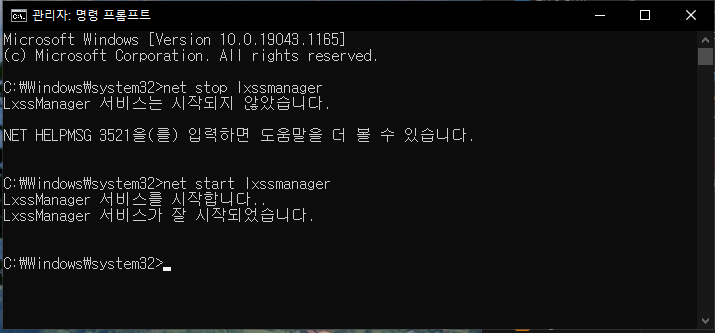 관리자: 명령 프롬프트
Microsoft Windows [Version 10.0.19043.1165]
(c) Microsoft Corporation. All rights reserved.
C:₩Windows₩system32>net stop lxssmanager
LxssManager 서비스는 시작되지 않았습니다.
NET HELPMSG 3521을(를) 입력하면 도움말을 더 볼 수 있습니다.
C:₩Windows₩system32>net start lxssmanager
LxssManager 서비스를 시작합니다..
LxssManager 서비스가 잘 시작되었습니다.
C:₩Windows₩system32>